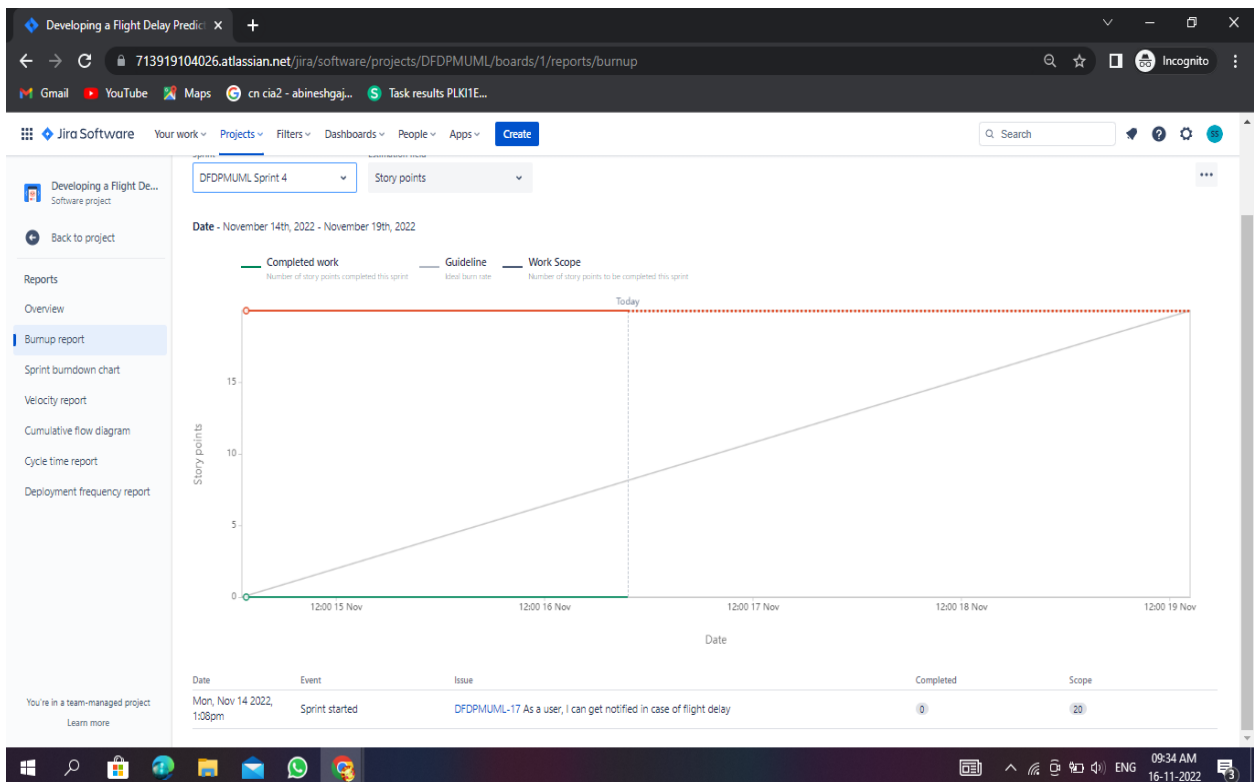 Developing a Flight Delay Predic
713919104026.atlassian.net/jira/software/projects/DFDPMUML/boards/1/reports/burnup
Incognito
Gmail YouTube Maps cn cia2 - abineshgaj... Task results PLKI1E...
Jira Software Your work Projects Filters Dashboards People Apps Create Search SS
Developing a Flight De...
Software project
Back to project
Reports
Overview
Burnup report
Sprint burndown chart
Velocity report
Cumulative flow diagram
Cycle time report
Deployment frequency report
You're in a team-managed project
Learn more
DFDPMUML Sprint 4 Story points
Date - November 14th, 2022 - November 19th, 2022
Completed work Guideline Work Scope
Number of story points completed this sprint Ideal burn rate Number of story points to be completed this sprint
Today
15
10
5
0
Story points
12:00 15 Nov 12:00 16 Nov 12:00 17 Nov 12:00 18 Nov 12:00 19 Nov
Date
Date Event Issue Completed Scope
Mon, Nov 14 2022,
1:08pm Sprint started DFDPMUML-17 As a user, I can get notified in case of flight delay 0 20
ENG 09:34 AM
16-11-2022
3